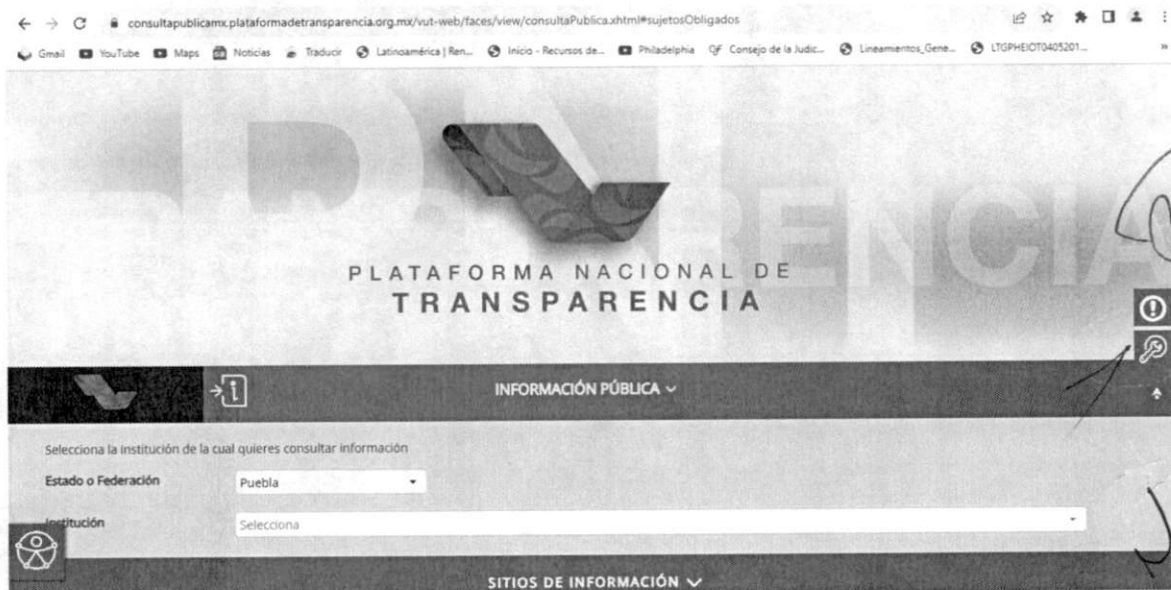 consultapublicamx.plataformadetransparencia.org.mx/vut-web/faces/view/consultaPublica.xhtml#sujetosObligados
Gmail YouTube Maps Noticias Traducir Latinoamérica | Ren... Inicio - Recursos de... Philadelphia Consejo de la Judic... Lineamientos_Gene... LTGPHEIOT0405201... »
PLATAFORMA NACIONAL DE
TRANSPARENCIA
INFORMACIÓN PÚBLICA
Selecciona la institución de la cual quieres consultar información
Estado o Federación Puebla
Institución Selecciona
SITIOS DE INFORMACIÓN